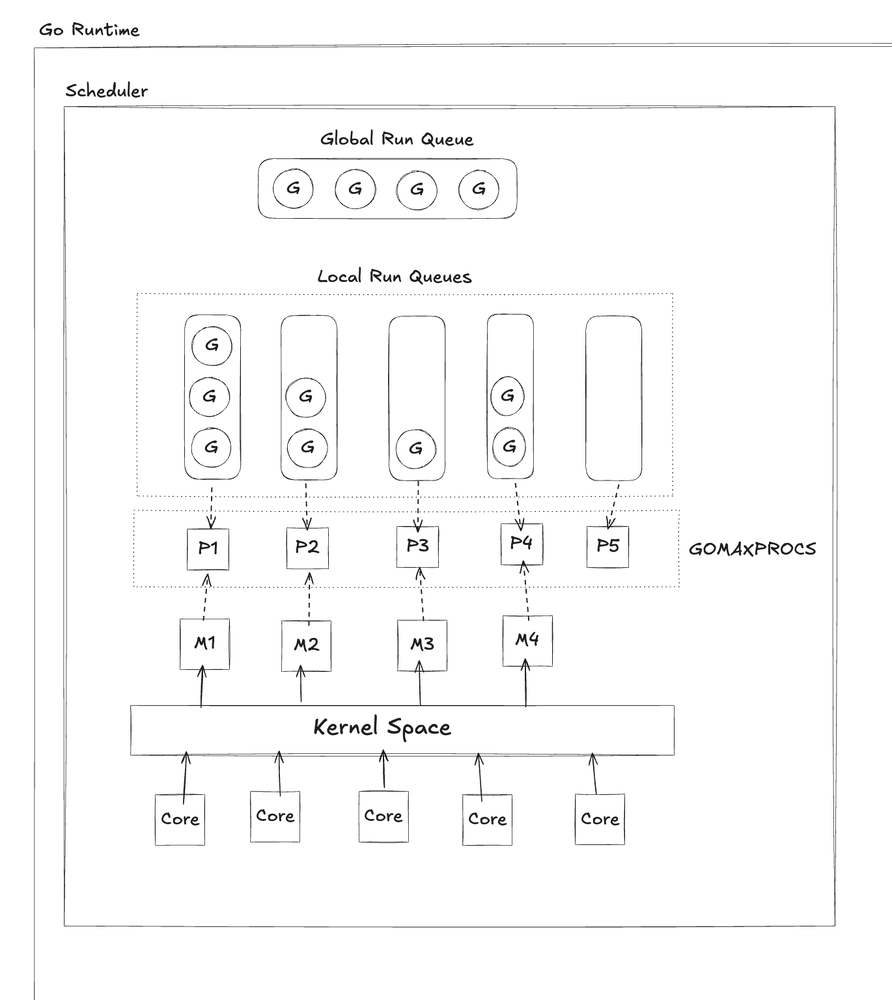 Go Runtime
Scheduler
Global Run Queue
G G G G
Local Run Queues
G
G G G
G G G G
P1 P2 P3 P4 P5
GOMAXPROCS
M1 M2 M3 M4
Kernel Space
Core Core Core Core Core